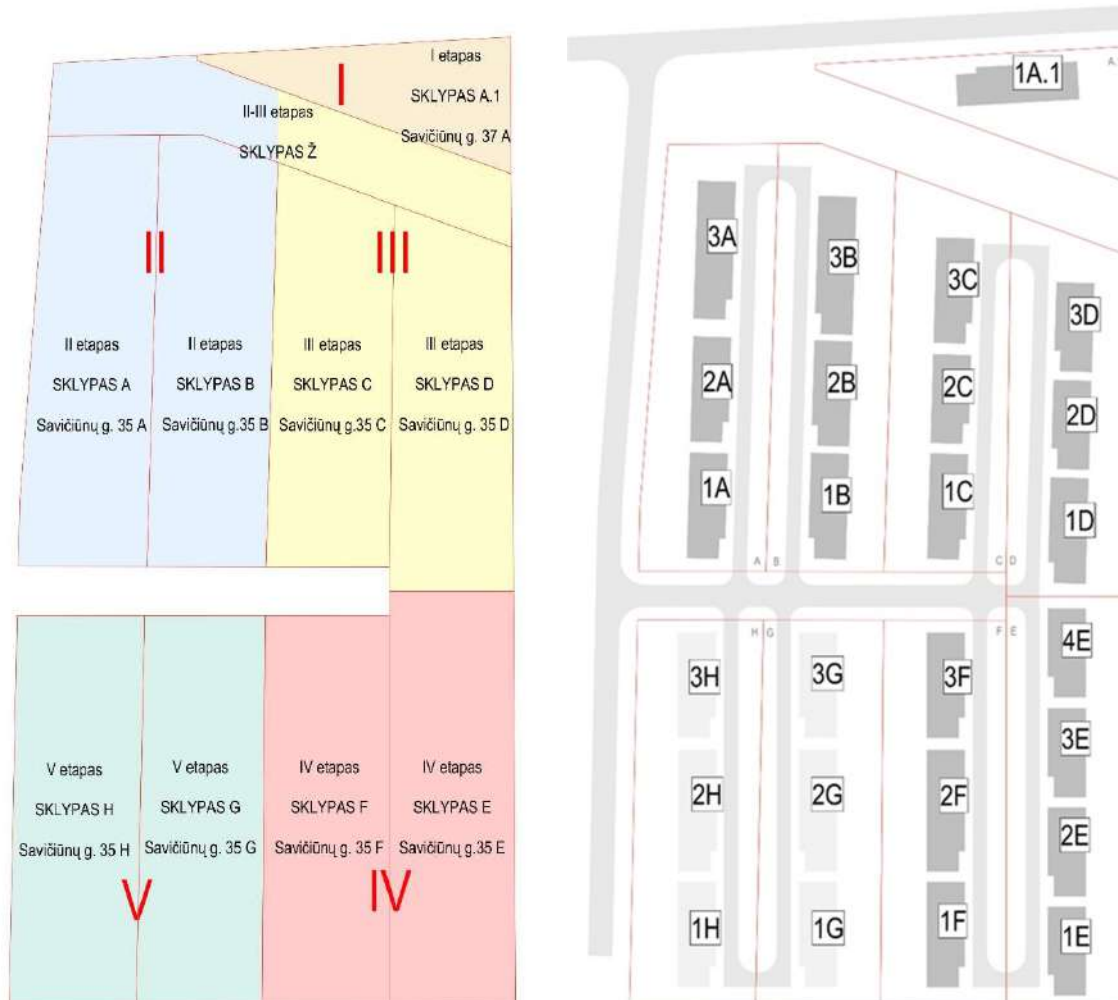 I etapas
I
SKLYPAS A.1
Savičiūnų g. 37 A
II-III etapas
SKLYPAS Ž
II
III
II etapas
SKLYPAS A
Savičiūnų g. 35 A
II etapas
SKLYPAS B
Savičiūnų g.35 B
III etapas
SKLYPAS C
Savičiūnų g.35 C
III etapas
SKLYPAS D
Savičiūnų g.35 D
V etapas
SKLYPAS H
Savičiūnų g. 35 H
V etapas
SKLYPAS G
Savičiūnų g. 35 G
IV etapas
SKLYPAS F
Savičiūnų g. 35 F
IV etapas
SKLYPAS E
Savičiūnų g.35 E
V
IV
1A.1
3A
3B
3C
3D
2A
2B
2C
2D
1A
1B
1C
1D
A B
C D
H G
F E
3H
3G
3F
4E
3E
2H
2G
2F
2E
1H
1G
1F
1E